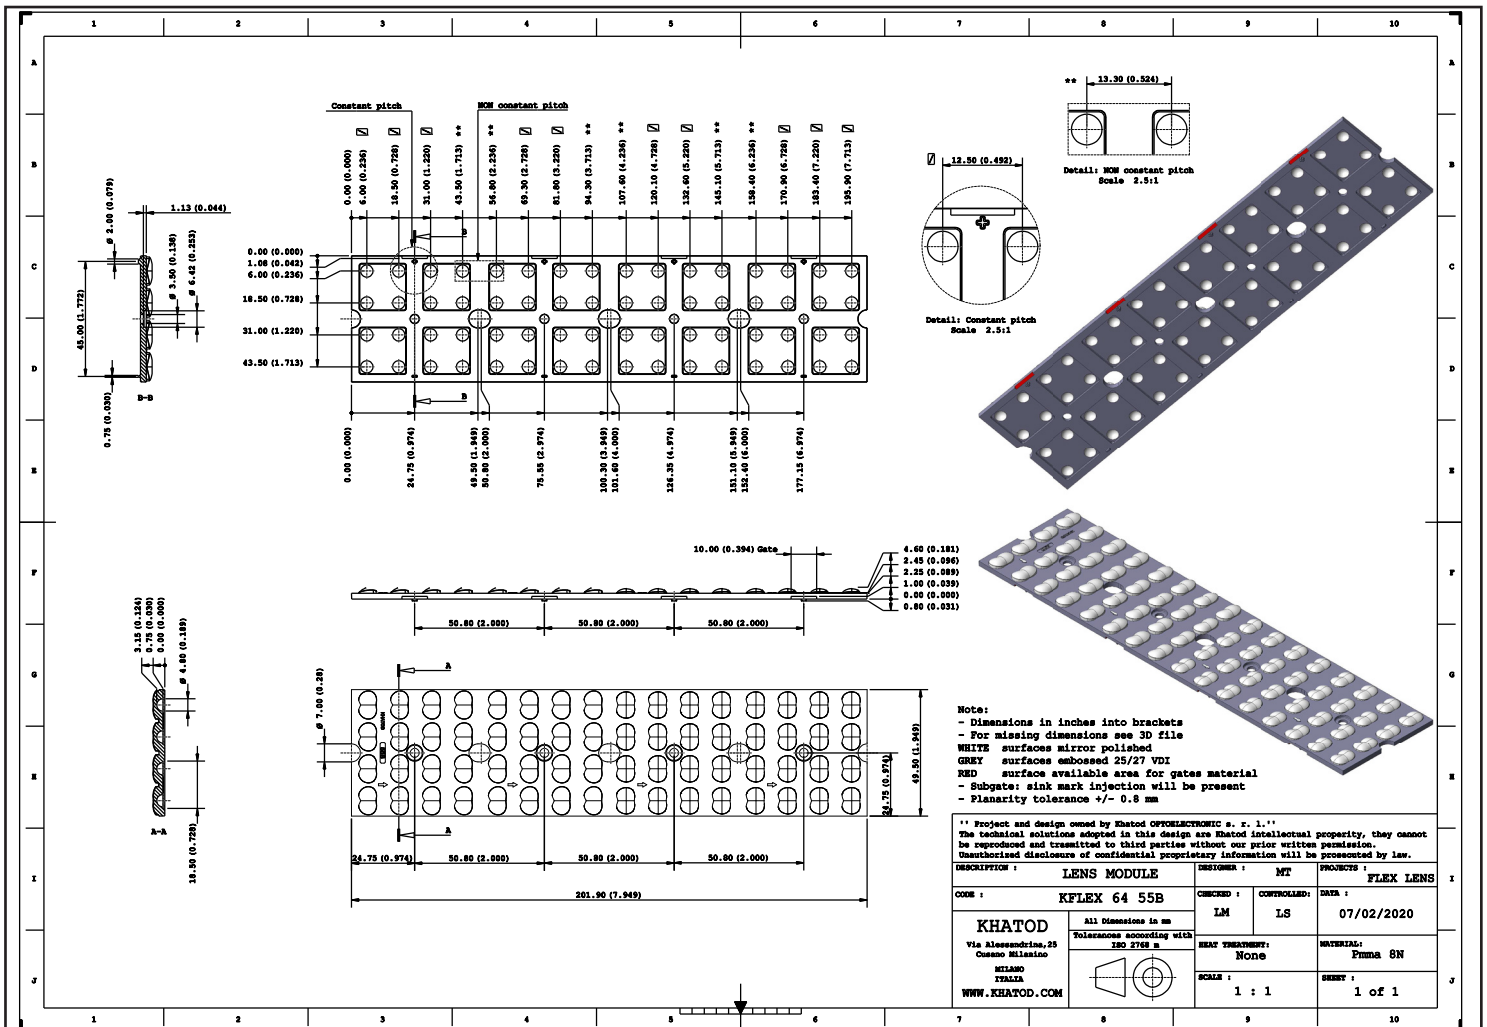 1 2 3 4 5 6 7 8 9 10
A A
B B
C C
D D
E E
F F
G G
H H
I I
J J
Constant pitch
NON constant pitch
** ** ** ** ** **
0.00 (0.000)
6.00 (0.236)
18.50 (0.728)
31.00 (1.220)
43.50 (1.713)
56.80 (2.236)
69.30 (2.728)
81.80 (3.220)
94.30 (3.713)
107.60 (4.236)
120.10 (4.728)
132.60 (5.220)
145.10 (5.713)
158.40 (6.236)
170.90 (6.728)
183.40 (7.220)
195.90 (7.713)
0.00 (0.000)
1.08 (0.042)
6.00 (0.236)
18.50 (0.728)
31.00 (1.220)
43.50 (1.713)
B
B
0.00 (0.000)
24.75 (0.974)
49.50 (1.949)
50.80 (2.000)
75.55 (2.974)
100.30 (3.949)
101.60 (4.000)
126.35 (4.974)
151.10 (5.949)
152.40 (6.000)
177.15 (6.974)
Ø 2.00 (0.079)
1.13 (0.044)
Ø 3.50 (0.138)
Ø 6.42 (0.253)
45.00 (1.772)
0.75 (0.030)
B-B
** 13.30 (0.524)
Detail: NON constant pitch
Scale 2.5:1
12.50 (0.492)
Detail: Constant pitch
Scale 2.5:1
10.00 (0.394) Gate
4.60 (0.181)
2.45 (0.096)
2.25 (0.089)
1.00 (0.039)
0.00 (0.000)
0.80 (0.031)
50.80 (2.000) 50.80 (2.000) 50.80 (2.000)
3.15 (0.124)
0.75 (0.030)
0.00 (0.000)
Ø 4.80 (0.189)
18.50 (0.728)
A-A
A
A
Ø 7.00 (0.28)
24.75 (0.974)
49.50 (1.949)
24.75 (0.974) 50.80 (2.000) 50.80 (2.000) 50.80 (2.000)
201.90 (7.949)
Note:
- Dimensions in inches into brackets
- For missing dimensions see 3D file
WHITE surfaces mirror polished
GREY surfaces embossed 25/27 VDI
RED surface available area for gates material
- Subgate: sink mark injection will be present
- Planarity tolerance +/- 0.8 mm
'' Project and design owned by Khatod OPTOELECTRONIC s. r. l.''
The technical solutions adopted in this design are Khatod intellectual property, they cannot
be reproduced and trasmitted to third parties without our prior written permission.
Unauthorized disclosure of confidential proprietary information will be prosecuted by law.
DESCRIPTION :
LENS MODULE
DESIGNER :
MT
PROJECTS :
FLEX LENS
CODE :
KFLEX 64 55B
CHECKED :
LM
CONTROLLED:
LS
DATA :
07/02/2020
KHATOD
Via Alessandrina,25
Cusano Milanino
MILANO
ITALIA
WWW.KHATOD.COM
All Dimensions in mm
Tolerances according with
ISO 2768 m
HEAT TREATMENT:
None
MATERIAL:
Pmma 8N
SCALE :
1 : 1
SHEET :
1 of 1
1 2 3 4 5 6 7 8 9 10